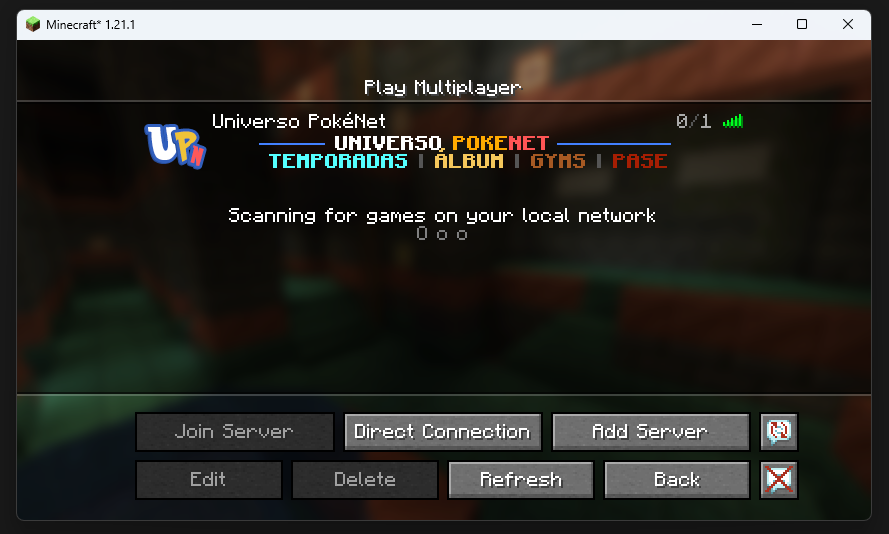 Minecraft* 1.21.1
Play Multiplayer
UPN
Universo PokéNet 0/1
UNIVERSO POKENET
TEMPORADAS | ÁLBUM | GYMS | PASE
Scanning for games on your local network
O o o
Join Server Direct Connection Add Server
Edit Delete Refresh Back